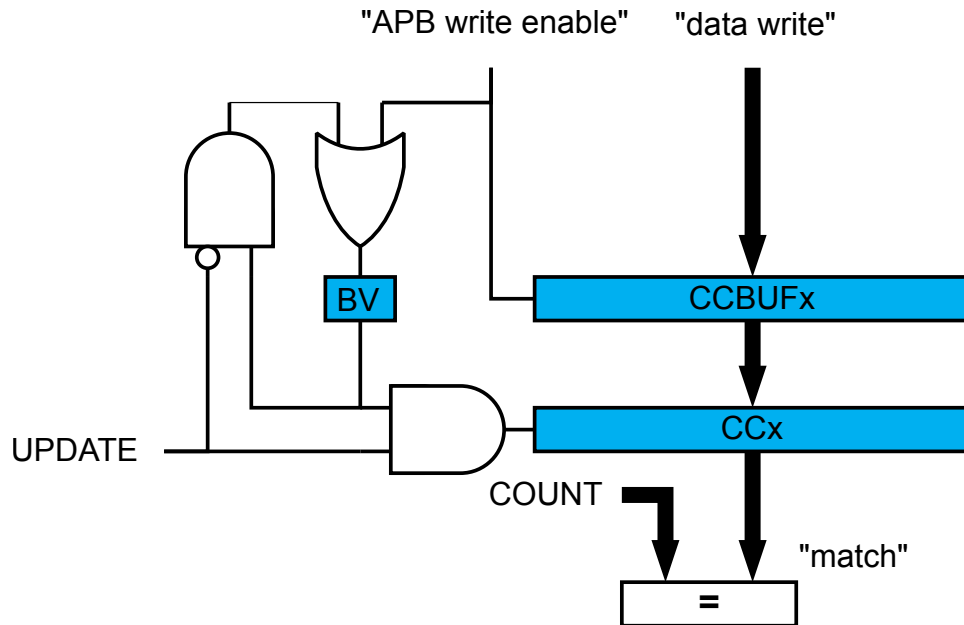 "APB write enable"
"data write"
BV
CCBUFx
UPDATE
CCx
COUNT
"match"
=